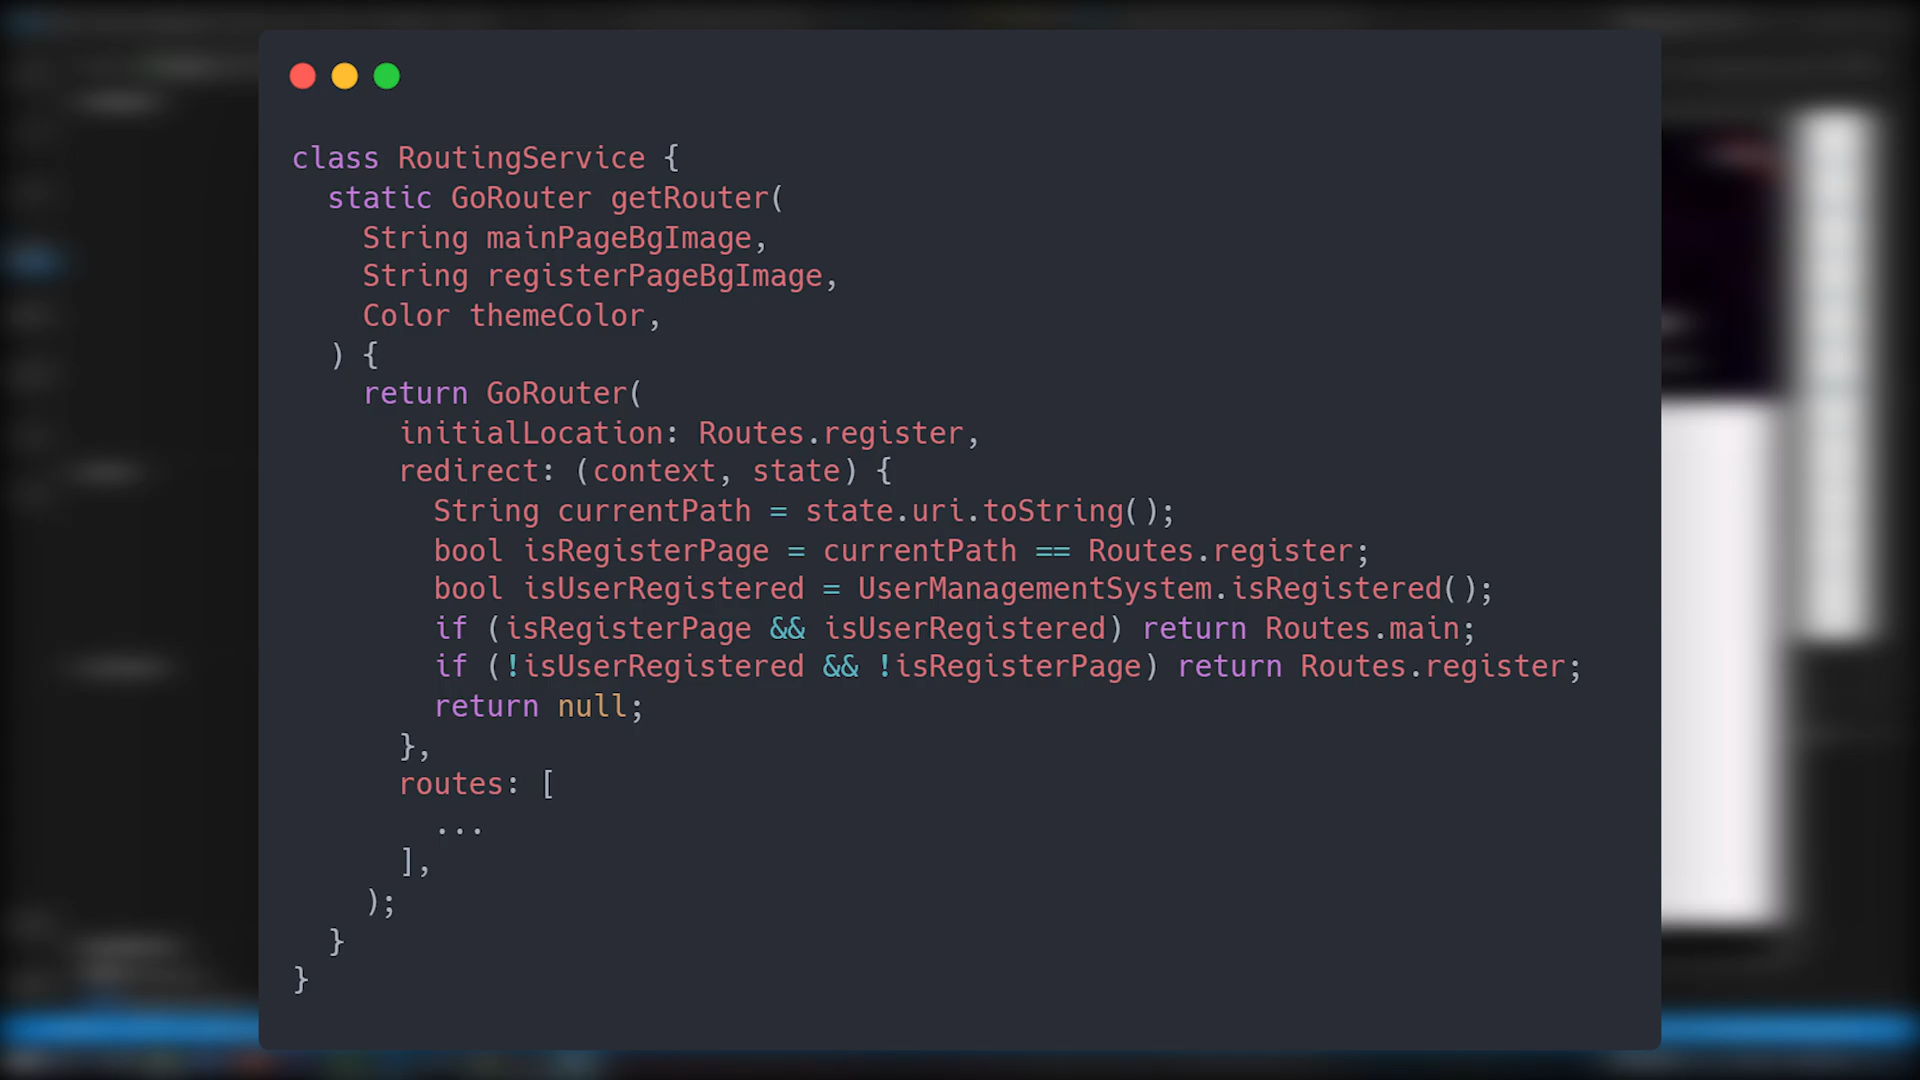 class RoutingService {
  static GoRouter getRouter(
    String mainPageBgImage,
    String registerPageBgImage,
    Color themeColor,
  ) {
    return GoRouter(
      initialLocation: Routes.register,
      redirect: (context, state) {
        String currentPath = state.uri.toString();
        bool isRegisterPage = currentPath == Routes.register;
        bool isUserRegistered = UserManagementSystem.isRegistered();
        if (isRegisterPage && isUserRegistered) return Routes.main;
        if (!isUserRegistered && !isRegisterPage) return Routes.register;
        return null;
      },
      routes: [
        ...
      ],
    );
  }
}